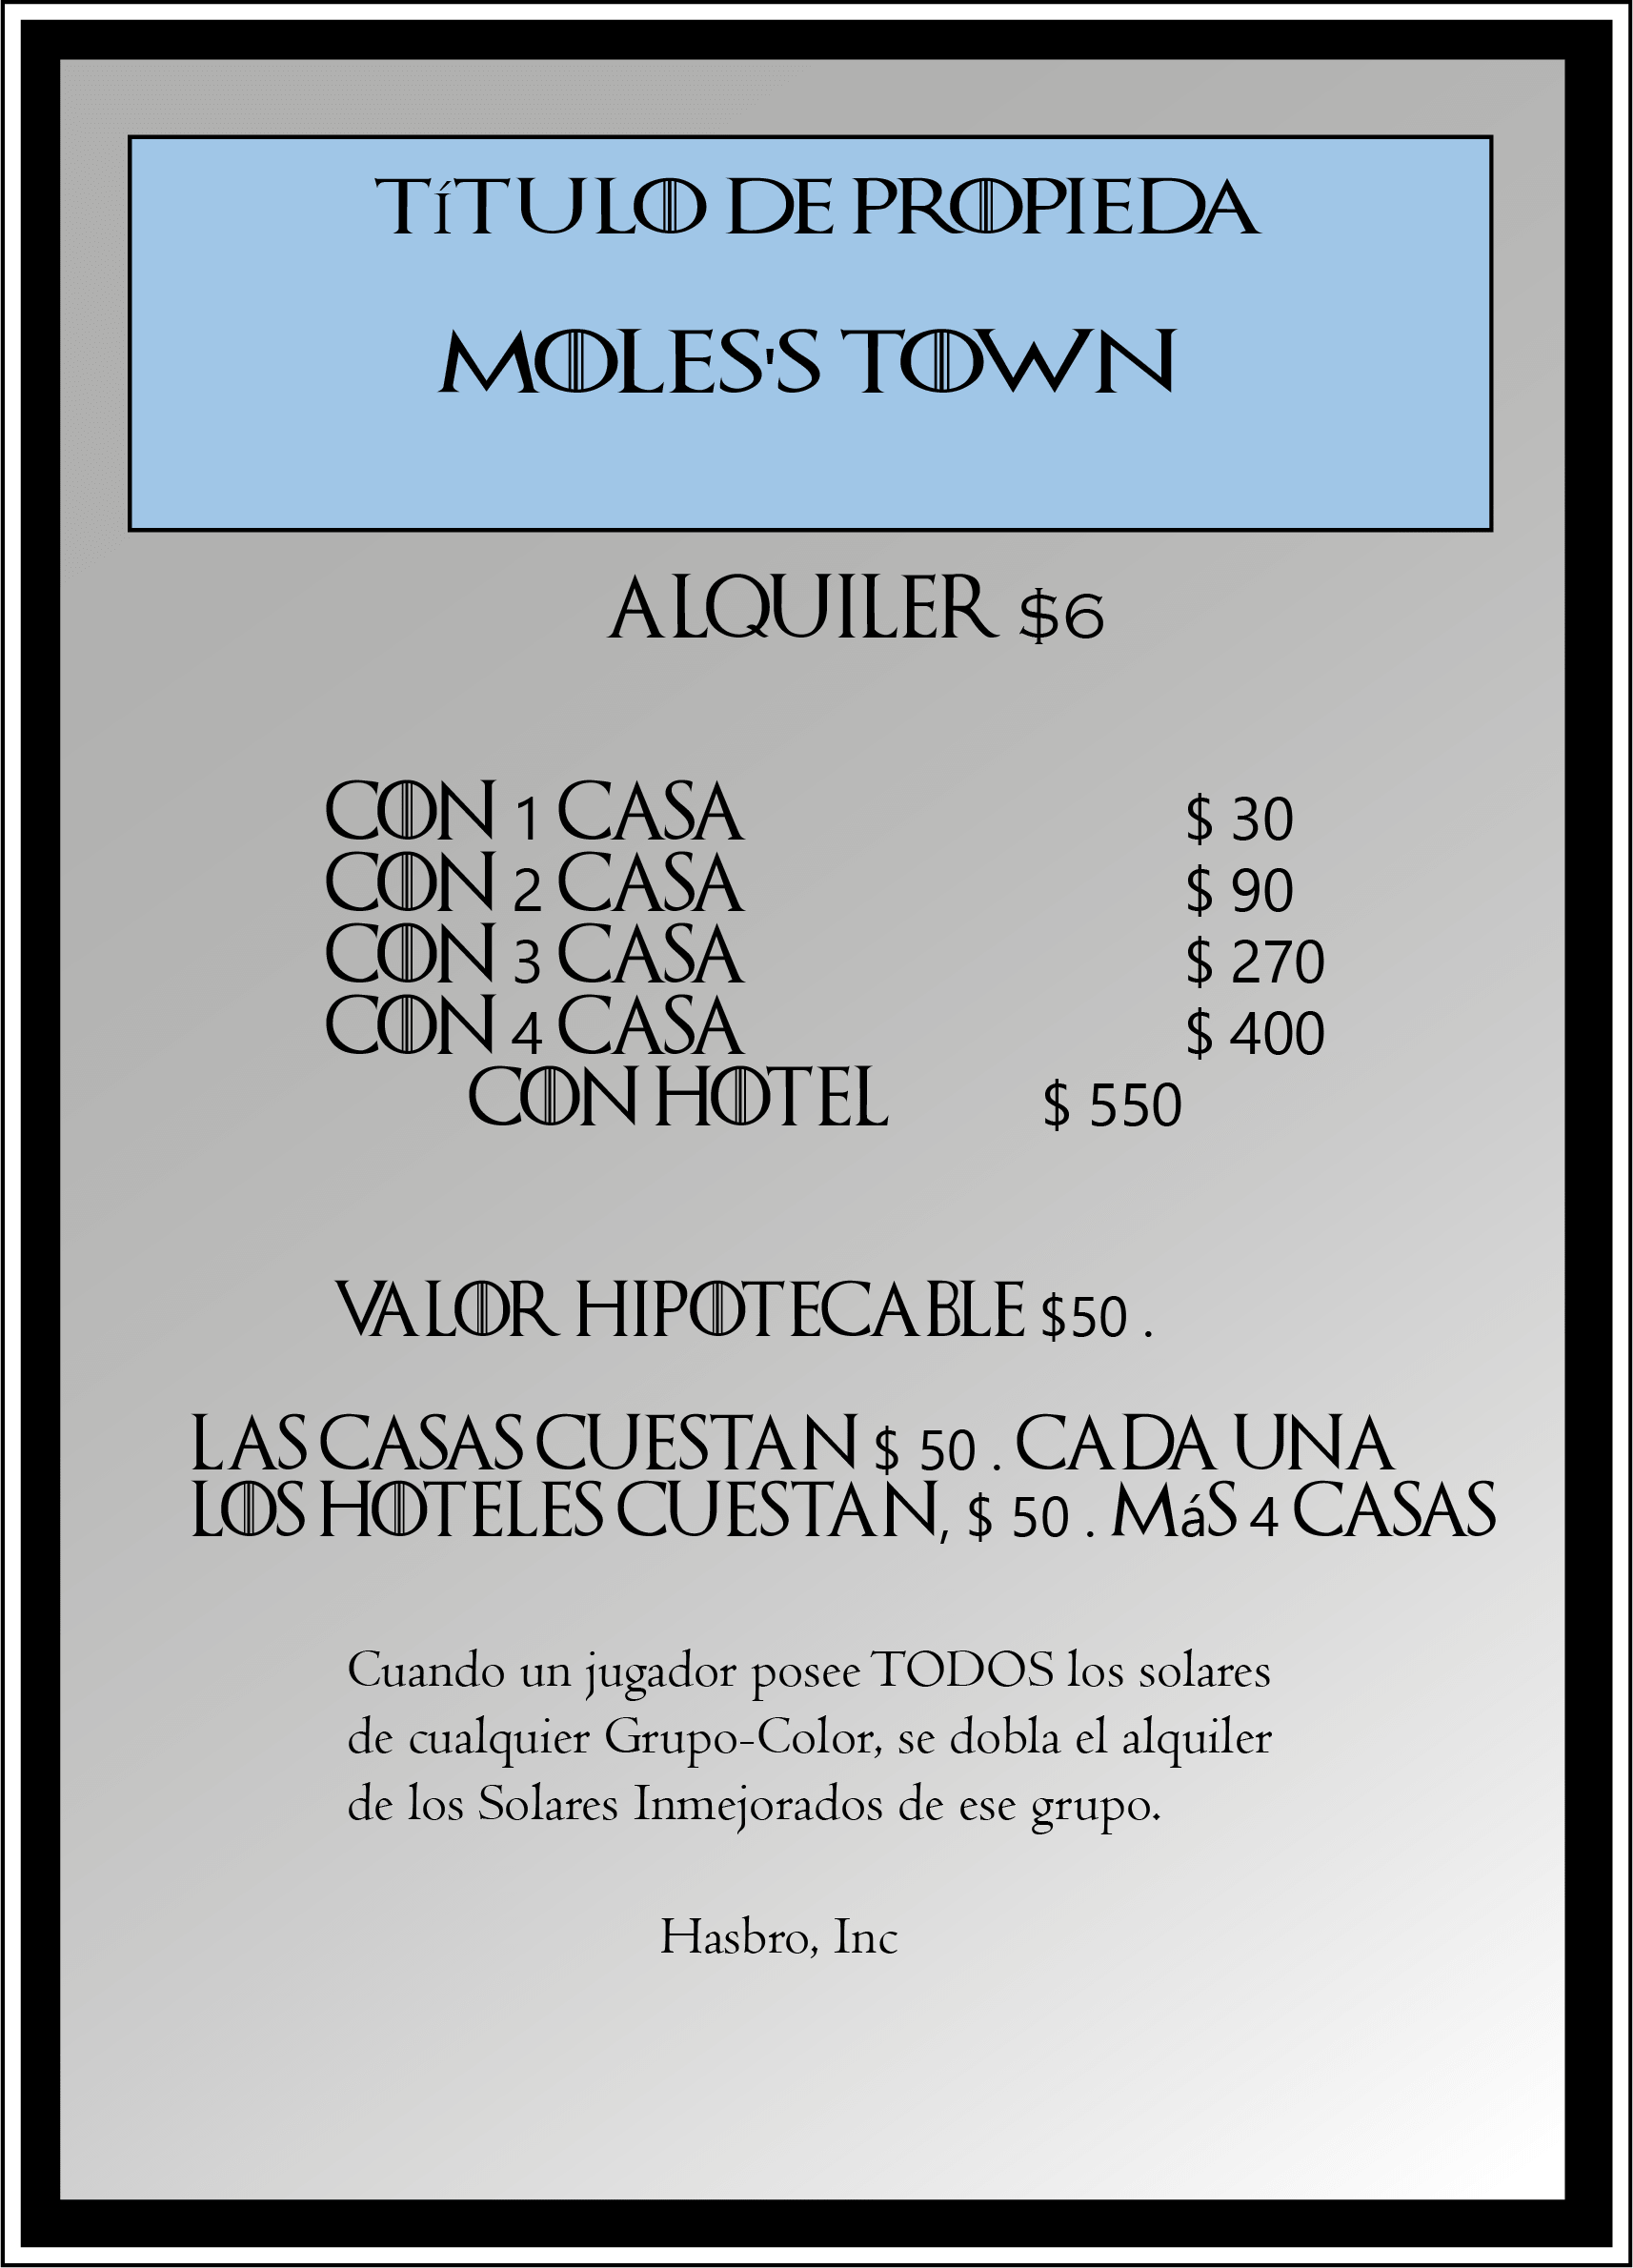 TíTULO DE PROPIEDA
MOLES'S TOWN
ALQUILER $6
CON 1 CASA $ 30
CON 2 CASA $ 90
CON 3 CASA $ 270
CON 4 CASA $ 400
CON HOTEL $ 550
VALOR HIPOTECABLE $50 .
LAS CASAS CUESTAN $ 50 . CADA UNA
LOS HOTELES CUESTAN, $ 50 . MáS 4 CASAS
Cuando un jugador posee TODOS los solares
de cualquier Grupo-Color, se dobla el alquiler
de los Solares Inmejorados de ese grupo.
Hasbro, Inc